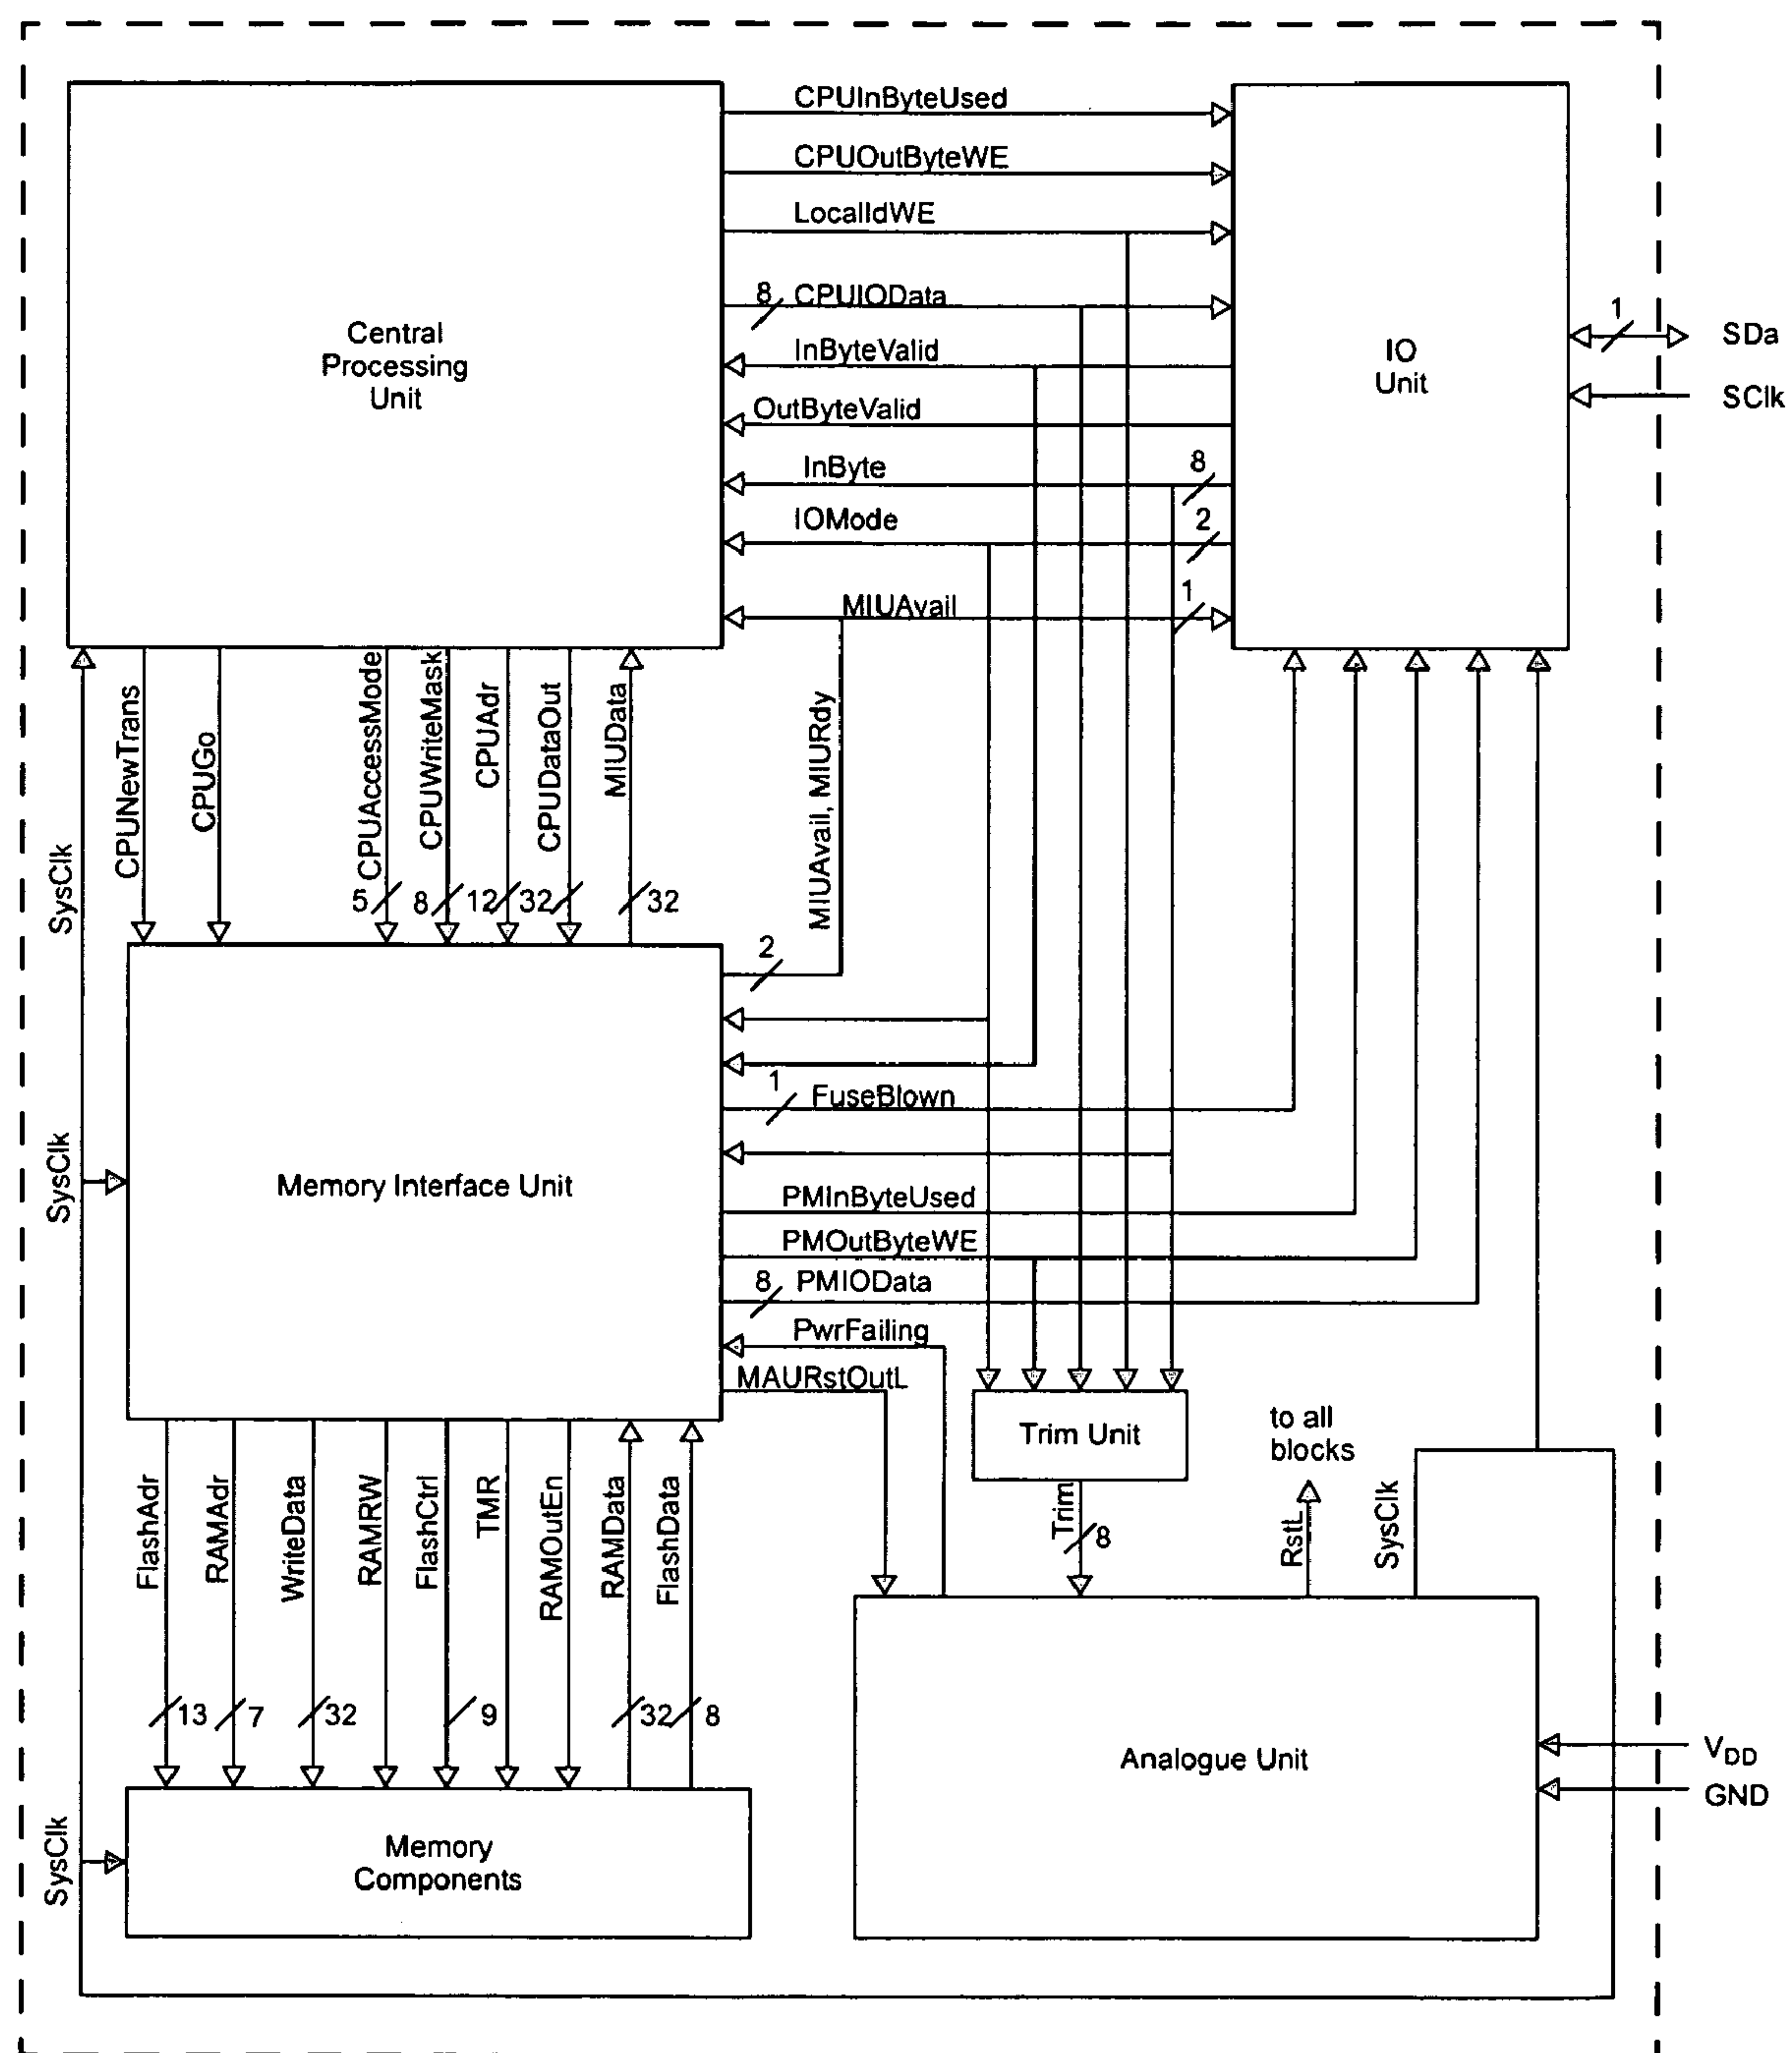 CPUInByteUsed
CPUOutByteWE
LocalIdWE
8 CPUIOData
InByteValid
OutByteValid
InByte
8
IOMode
2
MIUAvail
1
Central
Processing
Unit
IO
Unit
1
SDa
SClk
SysClk
CPUNewTrans
CPUGo
CPUAccessMode
CPUWriteMask
CPUAdr
CPUDataOut
MIUData
5
8
12
32
32
MIUAvail, MIURdy
2
1
FuseBlown
SysClk
Memory Interface Unit
PMInByteUsed
PMOutByteWE
8 PMIOData
PwrFailing
MAURstOutL
Trim Unit
to all
blocks
Trim
8
RstL
SysClk
FlashAdr
RAMAdr
WriteData
RAMRW
FlashCtrl
TMR
RAMOutEn
RAMData
FlashData
13
7
32
9
32
8
Analogue Unit
VDD
GND
SysClk
Memory
Components